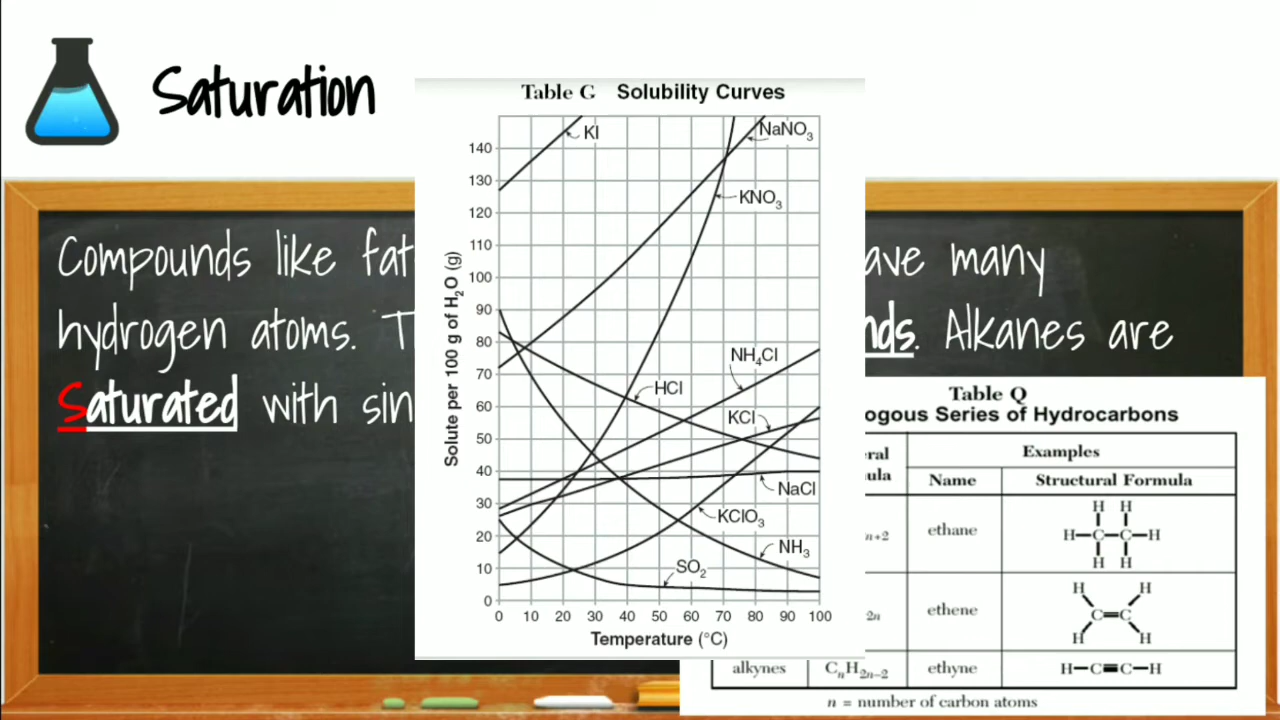 Saturation
Compounds like fat
ave many
hydrogen atoms. T
nds. Alkanes are
Saturated with sin
Table G Solubility Curves
Solute per 100 g of H₂O (g)
140
130
120
110
100
90
80
70
60
50
40
30
20
10
0
KI
NaNO₃
KNO₃
NH₄Cl
HCl
KCl
NaCl
KClO₃
NH₃
SO₂
0 10 20 30 40 50 60 70 80 90 100
Temperature (°C)
Table Q
ogous Series of Hydrocarbons
ral
ula
Examples
Name
Structural Formula
n+2
ethane
H H
H–C–C–H
H H
2n
ethene
H H
C=C
H H
alkynes
CₙH₂ₙ₋₂
ethyne
H–C≡C–H
n = number of carbon atoms